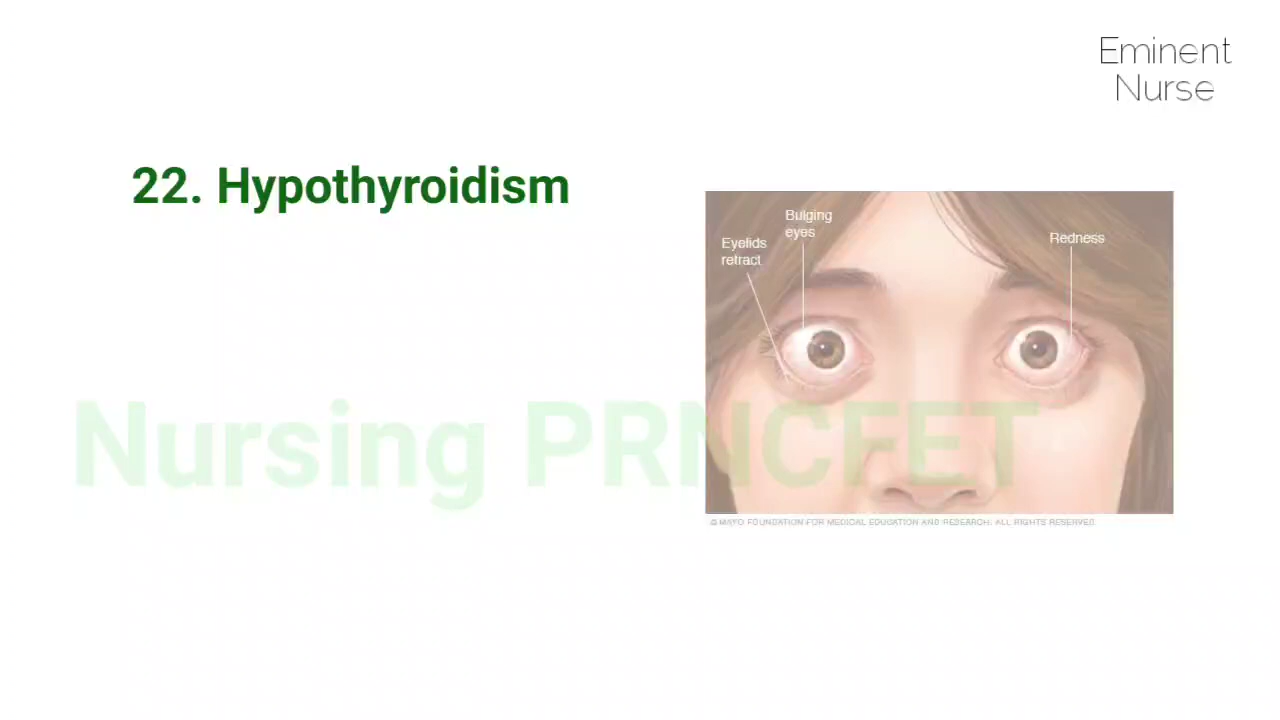 Eminent
Nurse
22. Hypothyroidism
Bulging
eyes
Eyelids
retract
Redness
Nursing PRNCFET
© MAYO FOUNDATION FOR MEDICAL EDUCATION AND RESEARCH. ALL RIGHTS RESERVED.